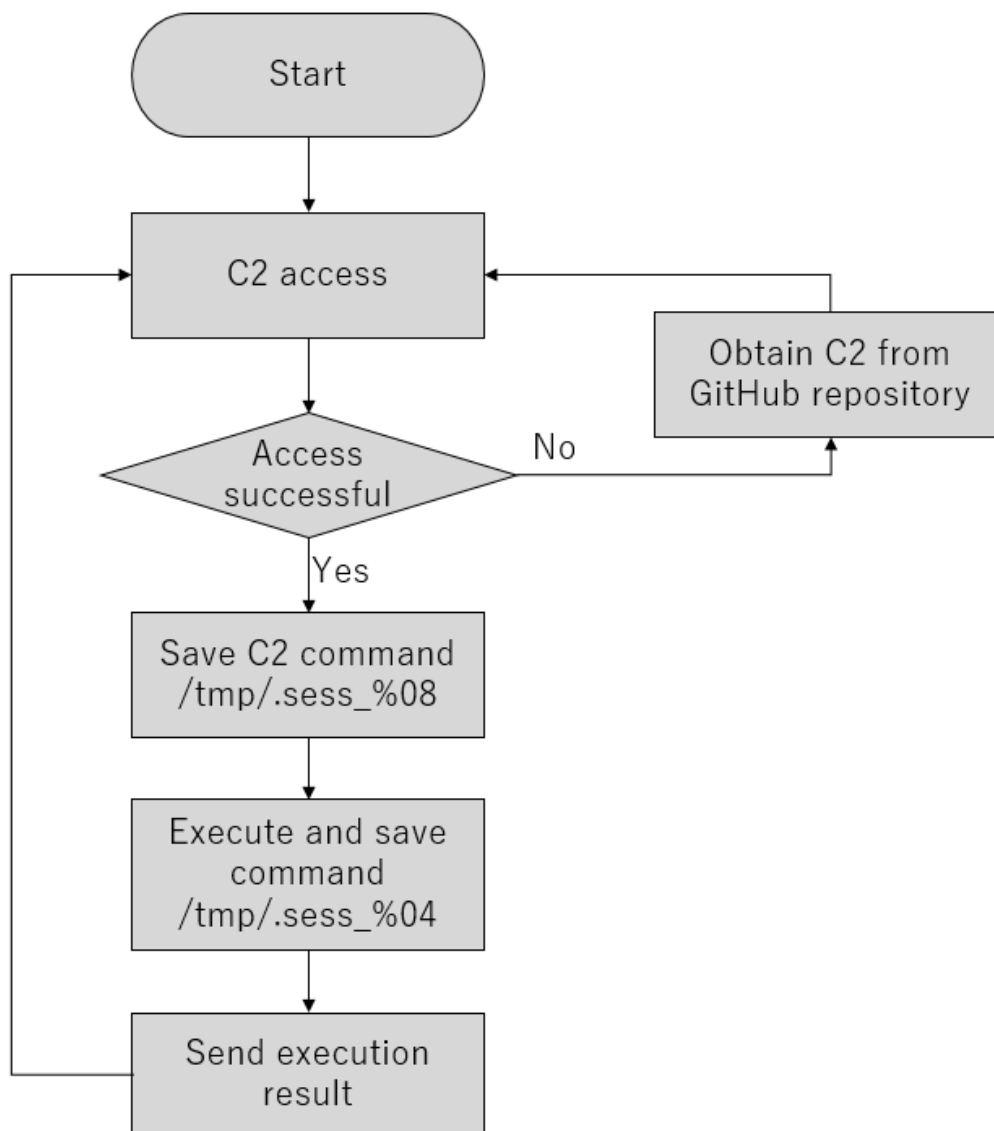 Start
C2 access
Obtain C2 from
GitHub repository
Access
successful
No
Yes
Save C2 command
/tmp/.sess_%08
Execute and save
command
/tmp/.sess_%04
Send execution
result